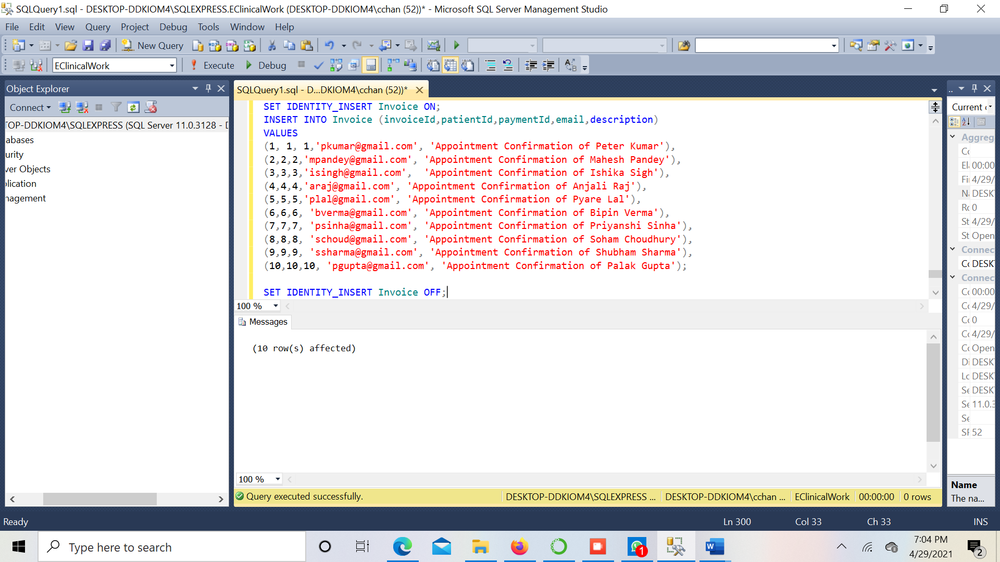 SQLQuery1.sql - DESKTOP-DDKIOM4\SQLEXPRESS.EClinicalWork (DESKTOP-DDKIOM4\cchan (52))* - Microsoft SQL Server Management Studio
File Edit View Query Project Debug Tools Window Help
New Query
EClinicalWork Execute Debug
Object Explorer
SQLQuery1.sql - D...DKIOM4\cchan (52))*
Connect
TOP-DDKIOM4\SQLEXPRESS (SQL Server 11.0.3128 - D
abases
urity
ver Objects
lication
nagement
SET IDENTITY_INSERT Invoice ON;
INSERT INTO Invoice (invoiceId,patientId,paymentId,email,description)
VALUES
(1, 1, 1,'pkumar@gmail.com', 'Appointment Confirmation of Peter Kumar'),
(2,2,2,'mpandey@gmail.com', 'Appointment Confirmation of Mahesh Pandey'),
(3,3,3,'isingh@gmail.com',  'Appointment Confirmation of Ishika Sigh'),
(4,4,4,'araj@gmail.com', 'Appointment Confirmation of Anjali Raj'),
(5,5,5,'plal@gmail.com', 'Appointment Confirmation of Pyare Lal'),
(6,6,6, 'bverma@gmail.com', 'Appointment Confirmation of Bipin Verma'),
(7,7,7, 'psinha@gmail.com', 'Appointment Confirmation of Priyanshi Sinha'),
(8,8,8, 'schoud@gmail.com', 'Appointment Confirmation of Soham Choudhury'),
(9,9,9, 'ssharma@gmail.com', 'Appointment Confirmation of Shubham Sharma'),
(10,10,10, 'pgupta@gmail.com', 'Appointment Confirmation of Palak Gupta');
SET IDENTITY_INSERT Invoice OFF;
100 %
Messages
(10 row(s) affected)
100 %
Query executed successfully. DESKTOP-DDKIOM4\SQLEXPRESS ... DESKTOP-DDKIOM4\cchan ... EClinicalWork 00:00:00 0 rows
..
Current
Aggreg
Co
El 00:00
Fi 4/29/
Na DESK
Ro 0
St 4/29/
St Open
Connec
Co DESK
Connec
Co 00:00
Co 4/29/
Co 0
Co 4/29/
Co Open
Di DESK
Lo DESK
Se DESK
Se 11.0.3
Se
SP 52
Name
The na...
Ready Ln 300 Col 33 Ch 33 INS
Type here to search
1
7:04 PM
4/29/2021
2